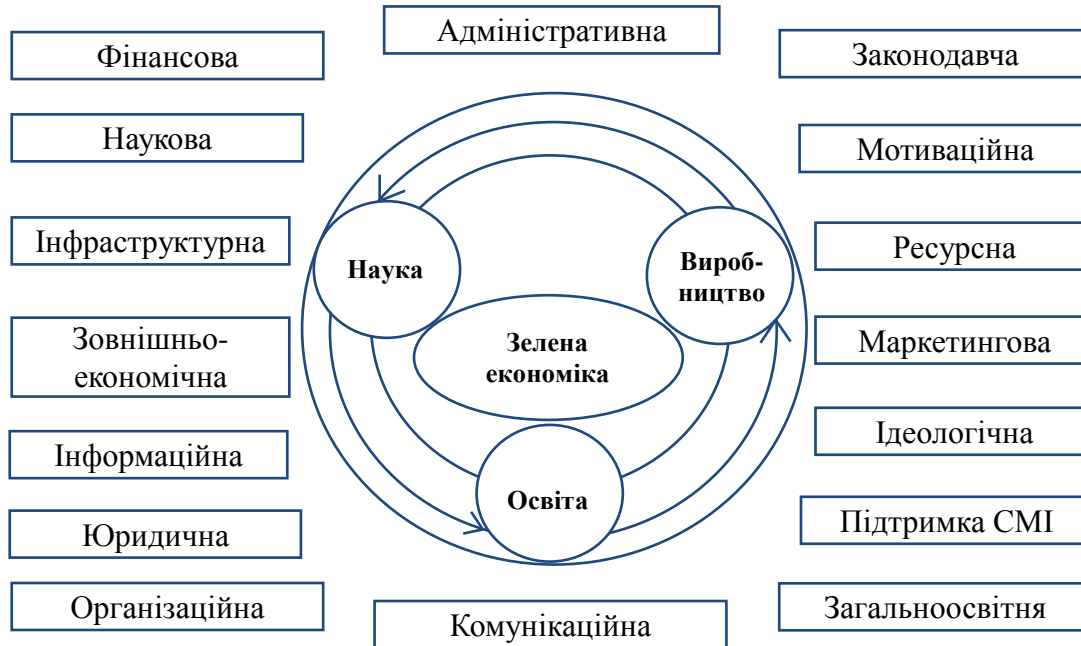 Адміністративна
Фінансова
Законодавча
Наукова
Мотиваційна
Інфраструктурна
Ресурсна
Наука
Вироб-
ництво
Зовнішньо-
економічна
Зелена
економіка
Маркетингова
Інформаційна
Ідеологічна
Освіта
Юридична
Підтримка СМІ
Організаційна
Комунікаційна
Загальноосвітня